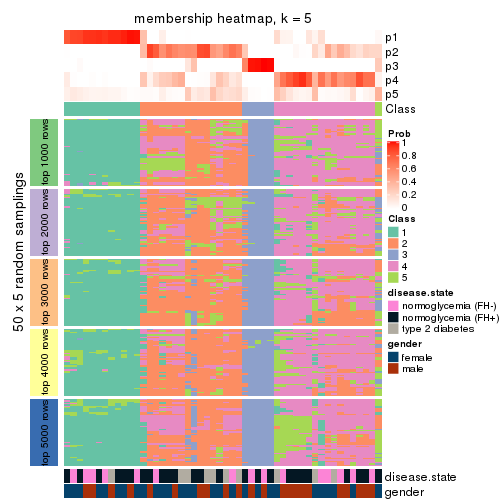 membership heatmap, k = 5
p1
p2
p3
p4
p5
Class
50 x 5 random samplings
top 1000 rows
top 2000 rows
top 3000 rows
top 4000 rows
top 5000 rows
Prob
1
0.8
0.6
0.4
0.2
0
Class
1
2
3
4
5
disease.state
normoglycemia (FH-)
normoglycemia (FH+)
type 2 diabetes
gender
female
male
disease.state
gender